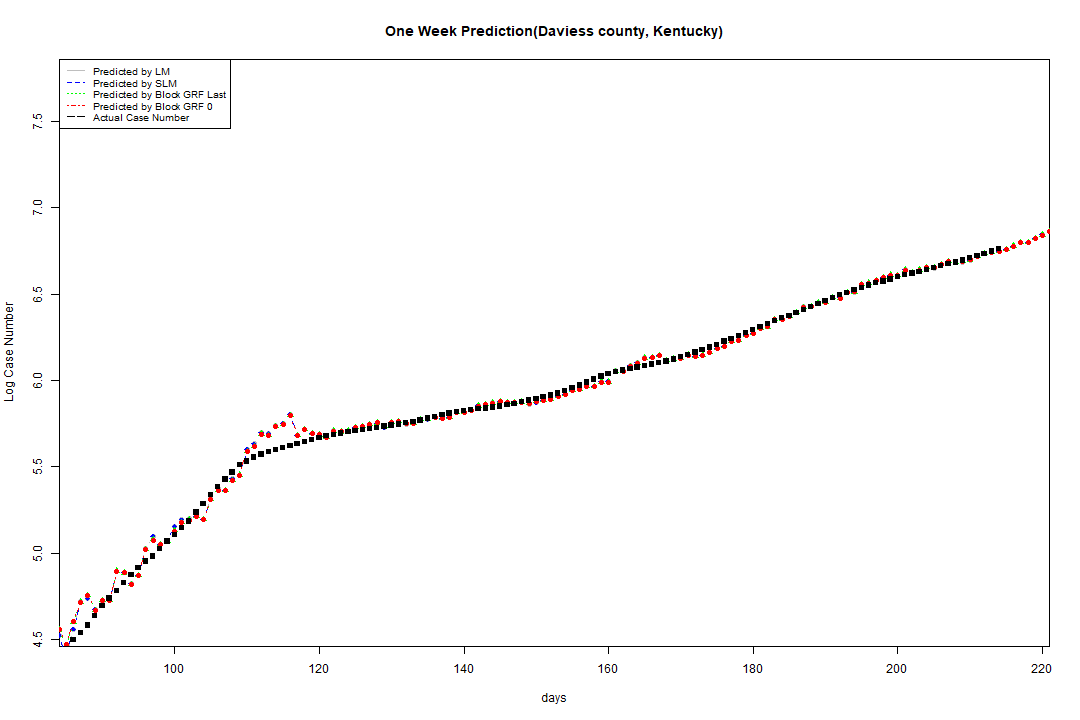 One Week Prediction(Daviess county, Kentucky)
Predicted by LM
Predicted by SLM
Predicted by Block GRF Last
Predicted by Block GRF 0
Actual Case Number
7.5
7.0
6.5
6.0
5.5
5.0
4.5
Log Case Number
100 120 140 160 180 200 220
days